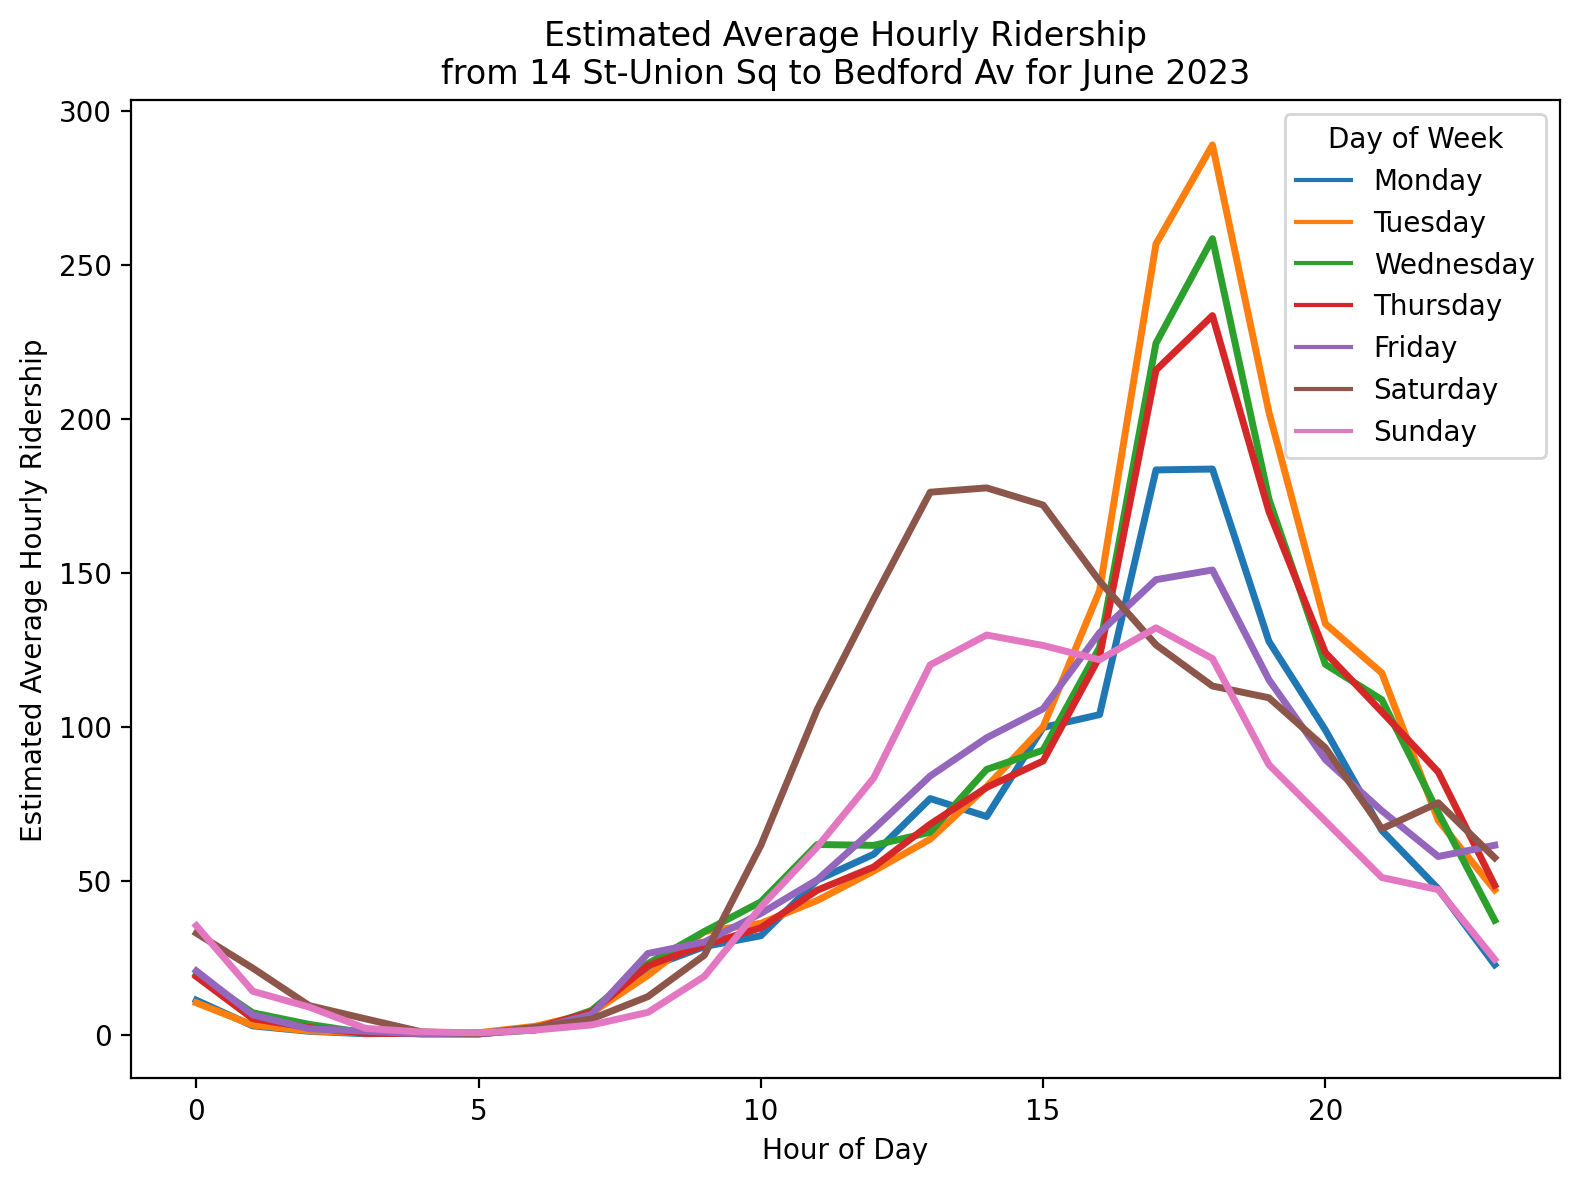 Estimated Average Hourly Ridership
from 14 St-Union Sq to Bedford Av for June 2023
300
250
200
150
100
50
0
Estimated Average Hourly Ridership
Day of Week
Monday
Tuesday
Wednesday
Thursday
Friday
Saturday
Sunday
0 5 10 15 20
Hour of Day